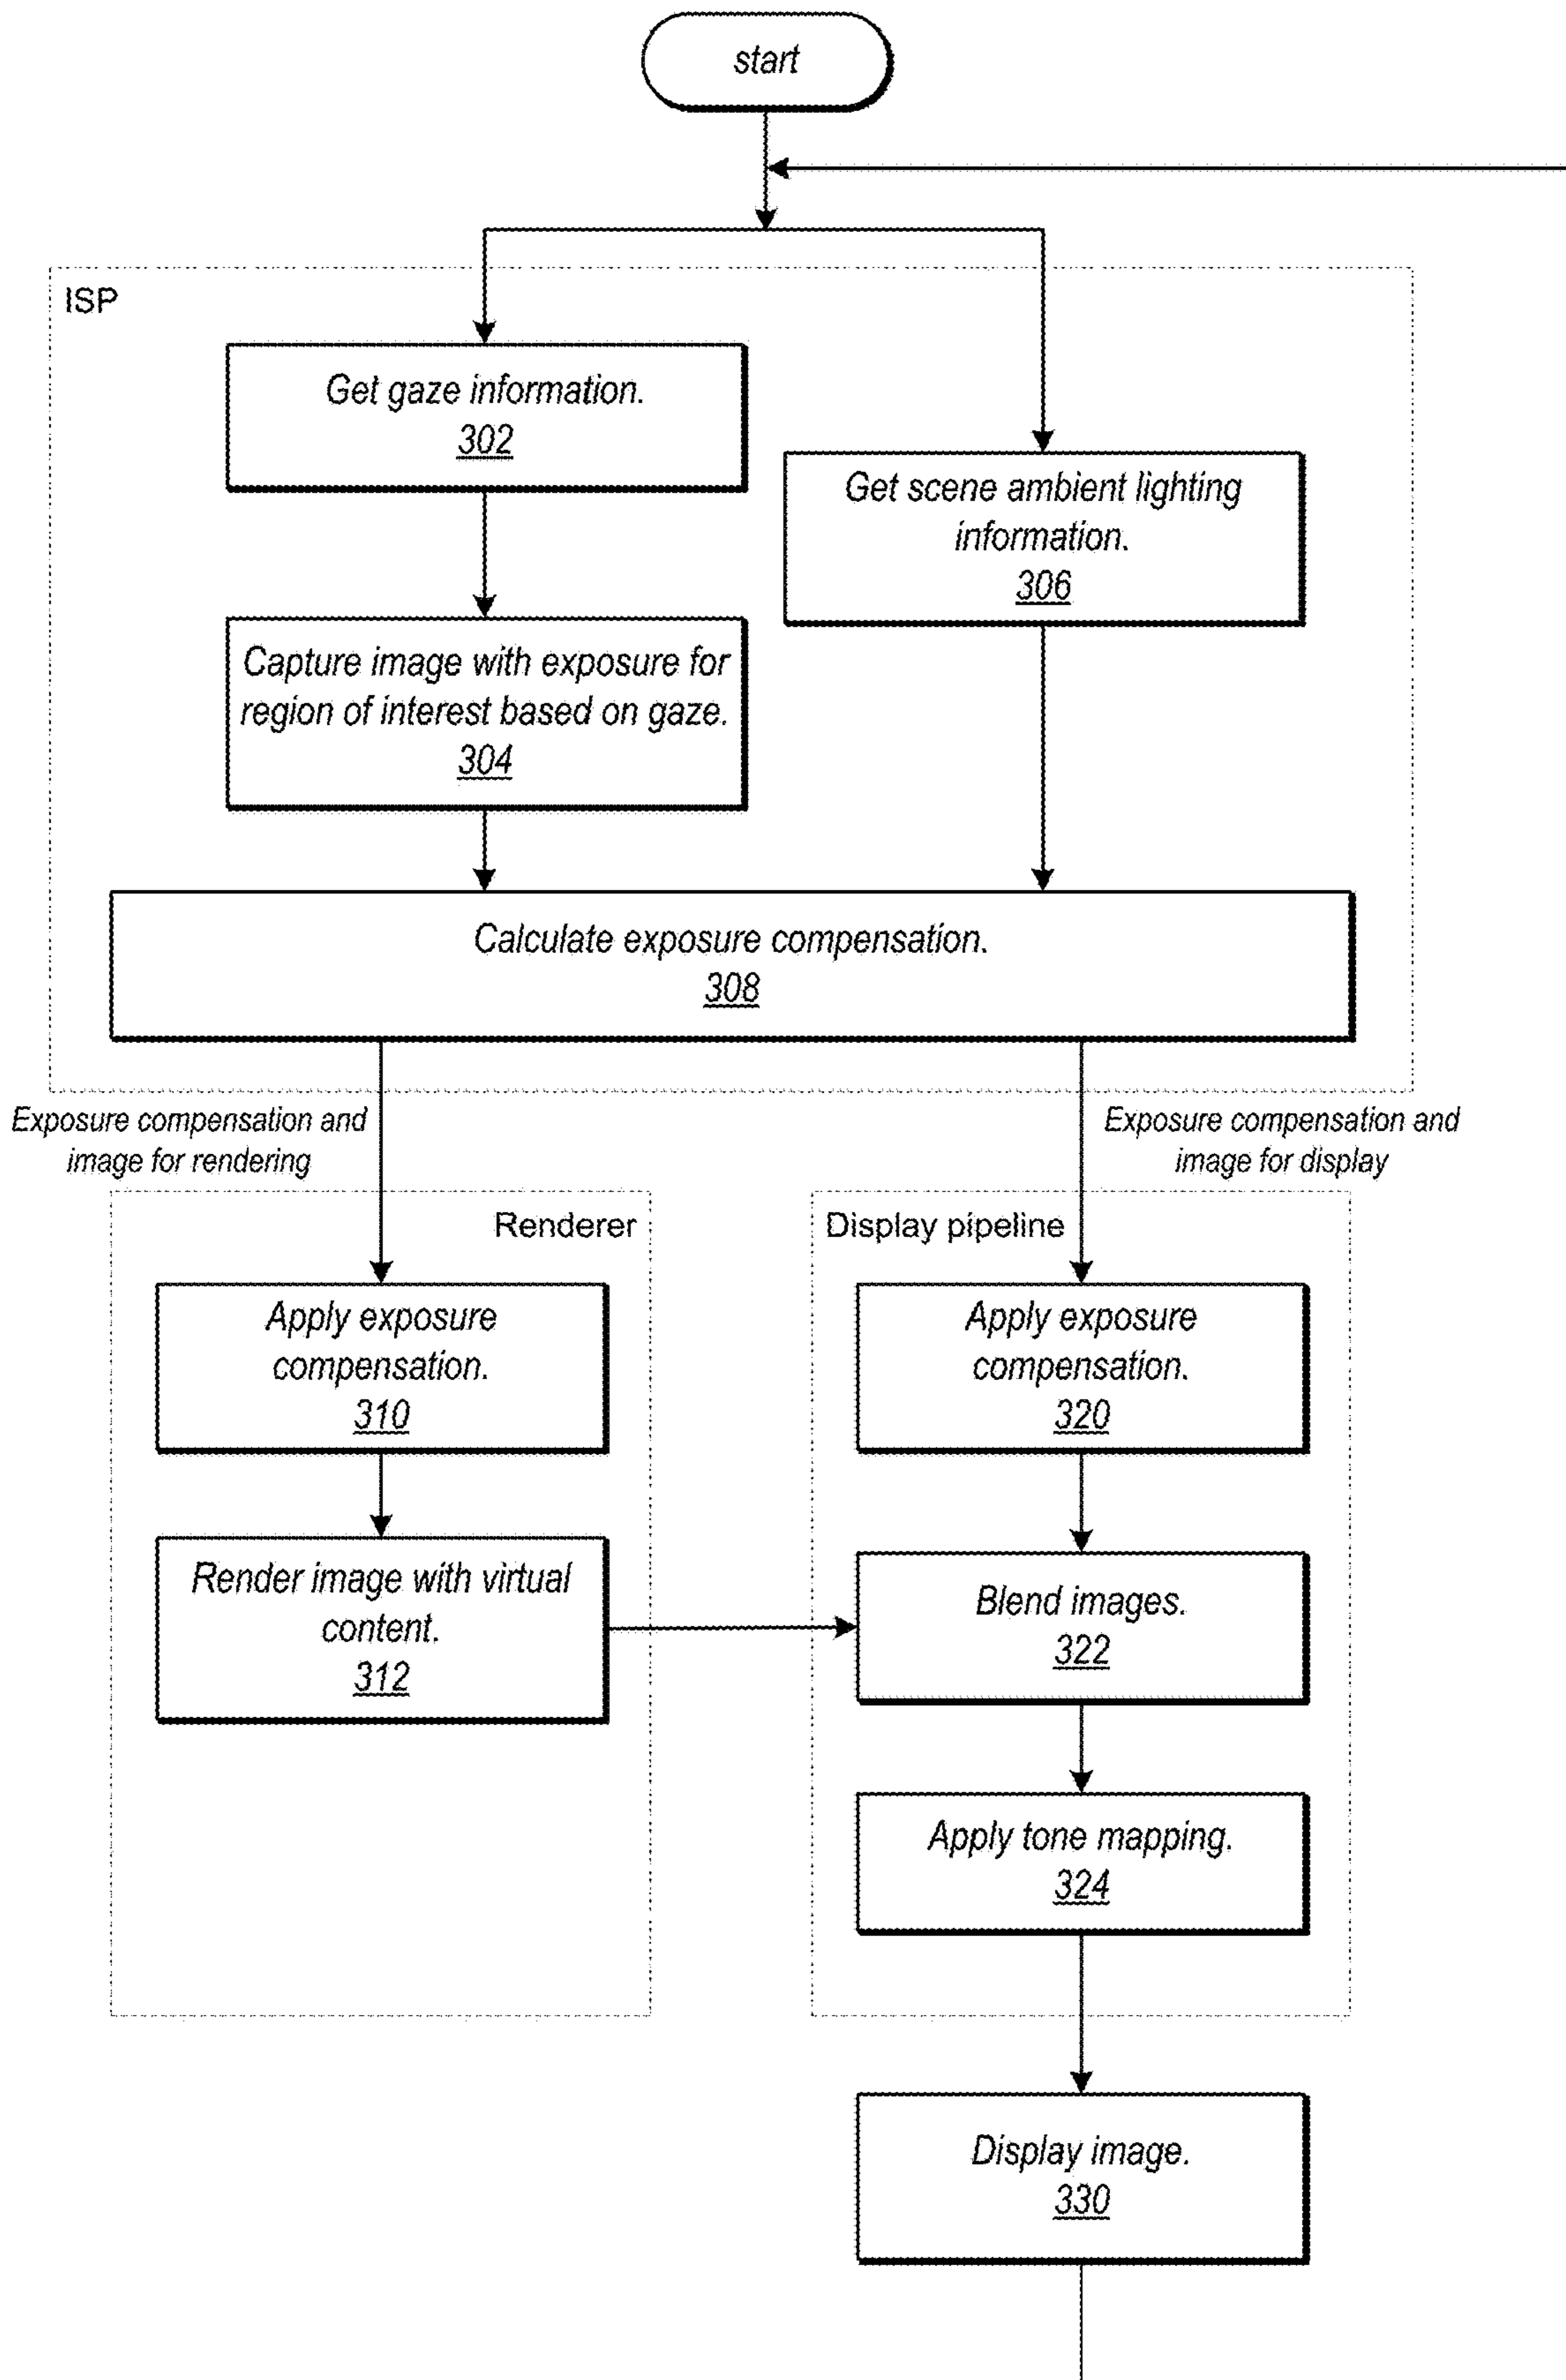 start
ISP
Get gaze information.
302
Get scene ambient lighting
information.
306
Capture image with exposure for
region of interest based on gaze.
304
Calculate exposure compensation.
308
Exposure compensation and
image for rendering
Exposure compensation and
image for display
Renderer
Apply exposure
compensation.
310
Render image with virtual
content.
312
Display pipeline
Apply exposure
compensation.
320
Blend images.
322
Apply tone mapping.
324
Display image.
330